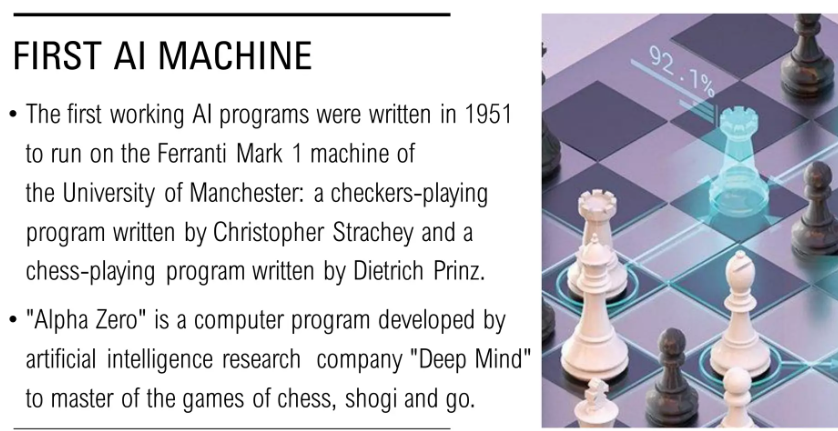 FIRST AI MACHINE
• The first working AI programs were written in 1951
to run on the Ferranti Mark 1 machine of
the University of Manchester: a checkers-playing
program written by Christopher Strachey and a
chess-playing program written by Dietrich Prinz.
• "Alpha Zero" is a computer program developed by
artificial intelligence research company "Deep Mind"
to master of the games of chess, shogi and go.
92.1%